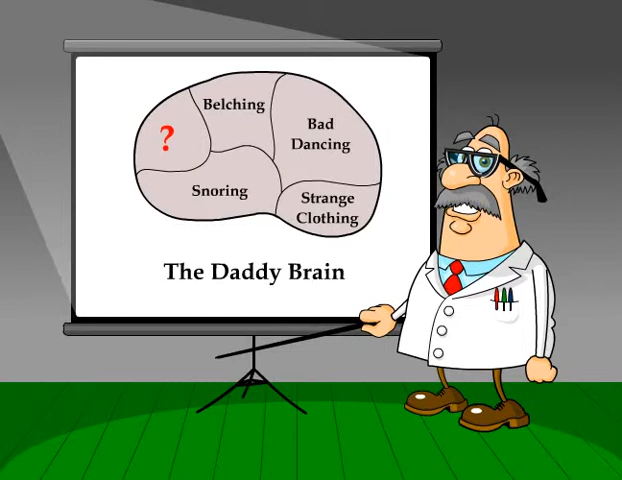 Belching
?
Bad
Dancing
Snoring
Strange
Clothing
The Daddy Brain